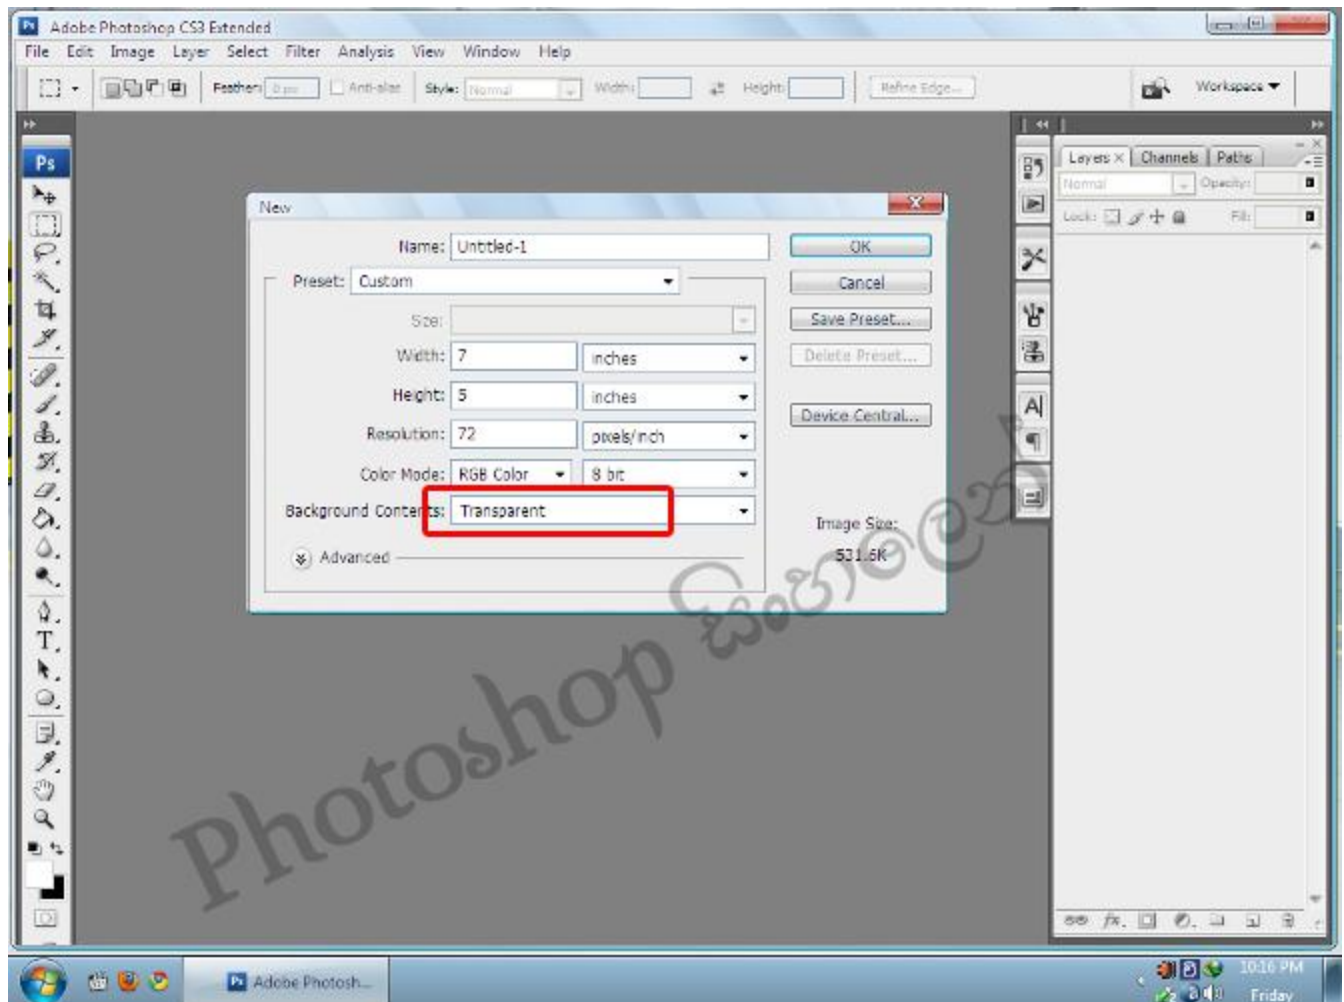 Adobe Photoshop CS3 Extended
File Edit Image Layer Select Filter Analysis View Window Help
Feather: 0 px Anti-alias Style: Normal Width: Height: Refine Edge... Workspace
Ps
Layers × Channels Paths
Normal Opacity:
Lock: Fill:
New
Name: Untitled-1
OK
Preset: Custom
Cancel
Size:
Save Preset...
Width: 7 inches
Delete Preset...
Height: 5 inches
Device Central...
Resolution: 72 pixels/inch
Color Mode: RGB Color 8 bit
Background Contents: Transparent
Image Size:
531.6K
Advanced
Photoshop සිංහලෙන්
Adobe Photosh...
10:16 PM
Friday